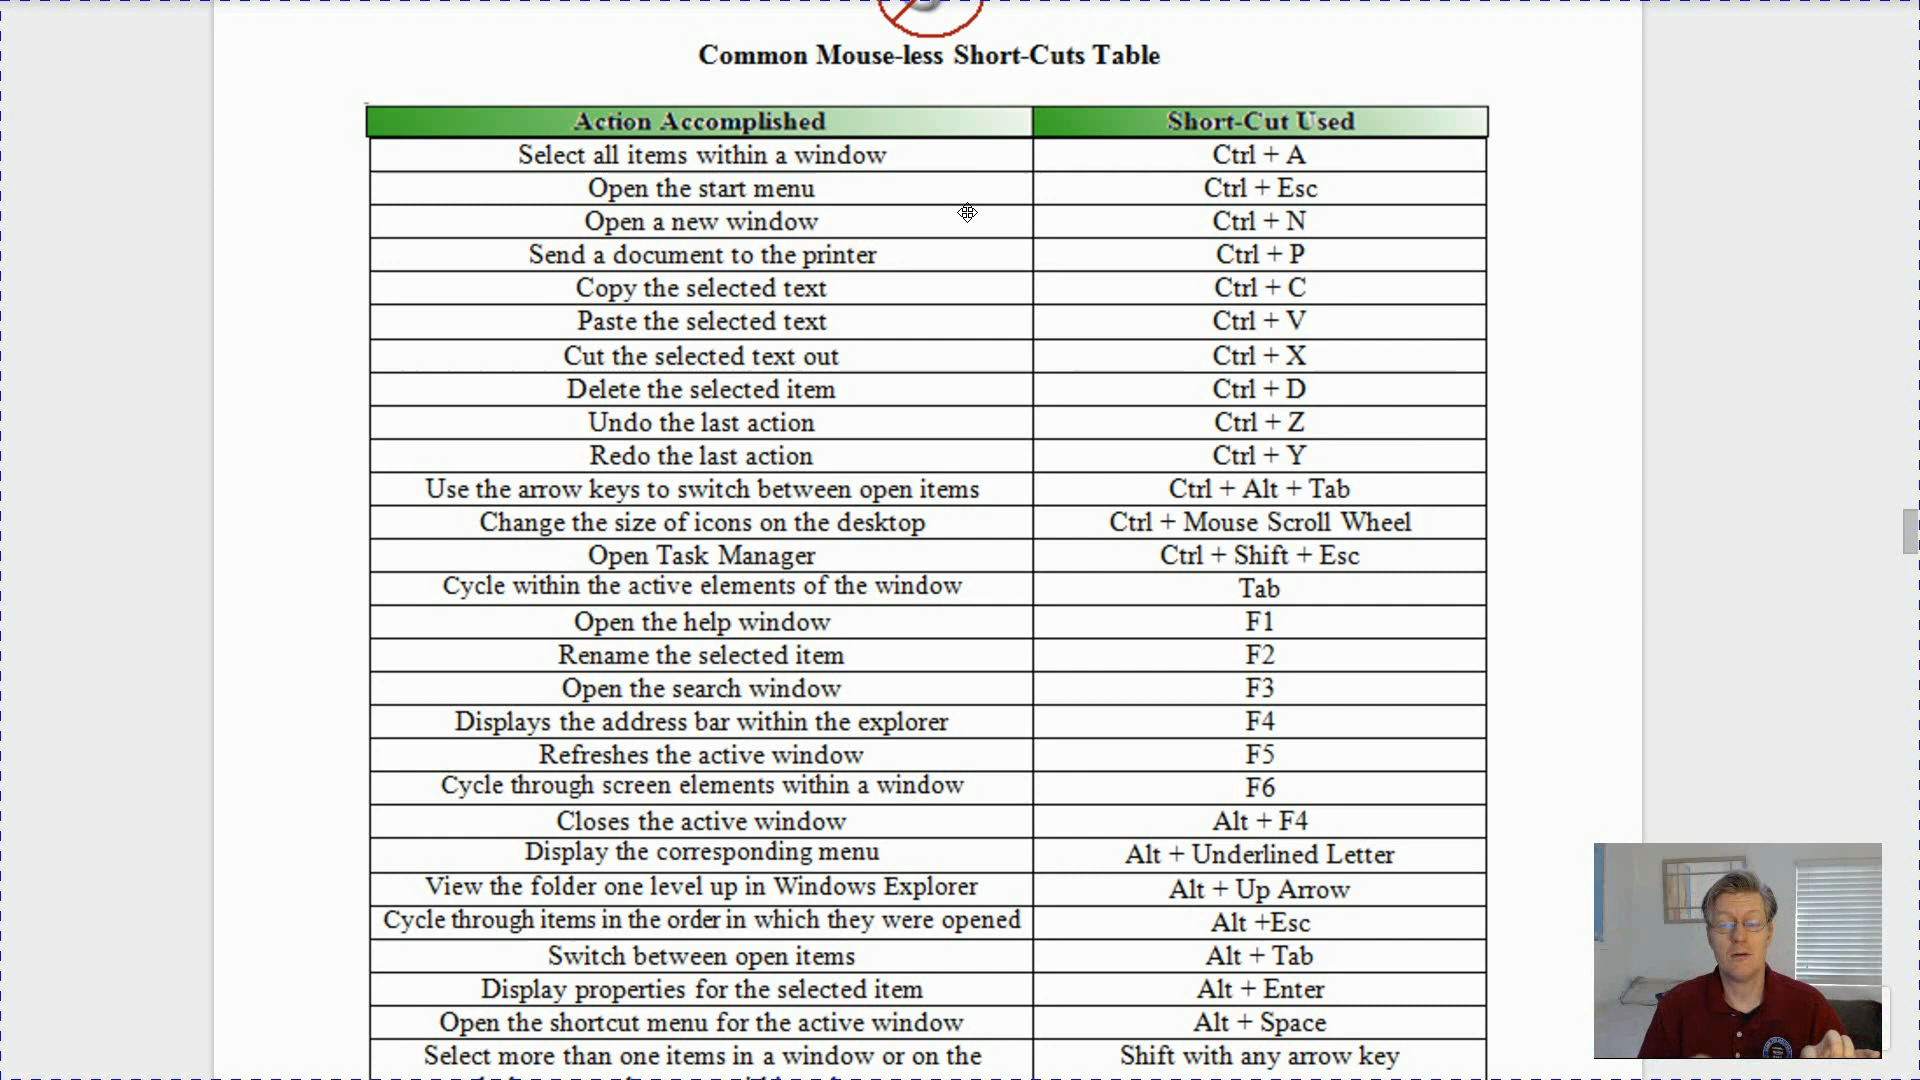 Common Mouse-less Short-Cuts Table
Action Accomplished Short-Cut Used
Select all items within a window Ctrl + A
Open the start menu Ctrl + Esc
Open a new window Ctrl + N
Send a document to the printer Ctrl + P
Copy the selected text Ctrl + C
Paste the selected text Ctrl + V
Cut the selected text out Ctrl + X
Delete the selected item Ctrl + D
Undo the last action Ctrl + Z
Redo the last action Ctrl + Y
Use the arrow keys to switch between open items Ctrl + Alt + Tab
Change the size of icons on the desktop Ctrl + Mouse Scroll Wheel
Open Task Manager Ctrl + Shift + Esc
Cycle within the active elements of the window Tab
Open the help window F1
Rename the selected item F2
Open the search window F3
Displays the address bar within the explorer F4
Refreshes the active window F5
Cycle through screen elements within a window F6
Closes the active window Alt + F4
Display the corresponding menu Alt + Underlined Letter
View the folder one level up in Windows Explorer Alt + Up Arrow
Cycle through items in the order in which they were opened Alt +Esc
Switch between open items Alt + Tab
Display properties for the selected item Alt + Enter
Open the shortcut menu for the active window Alt + Space
Select more than one items in a window or on the Shift with any arrow key